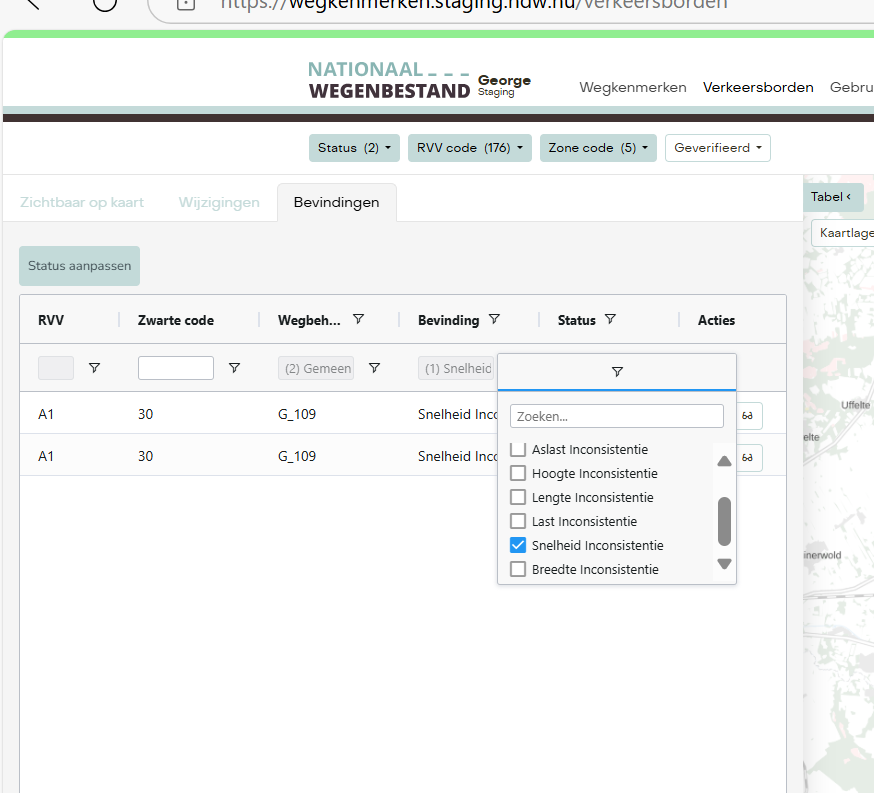 https://wegkenmerken.staging.ndw.nu/verkeersborden
NATIONAAL
WEGENBESTAND
George
Staging
Wegkenmerken Verkeersborden Gebru
Status (2) RVV code (176) Zone code (5) Geverifieerd
Zichtbaar op kaart Wijzigingen Bevindingen
Tabel
Kaartlage
Status aanpassen
RVV Zwarte code Wegbeh... Bevinding Status Acties
(2) Gemeen (1) Snelheid
A1 30 G_109 Snelheid Inco
A1 30 G_109 Snelheid Inco
Zoeken...
Aslast Inconsistentie
Hoogte Inconsistentie
Lengte Inconsistentie
Last Inconsistentie
Snelheid Inconsistentie
Breedte Inconsistentie
Uffelte
elte
inerwold